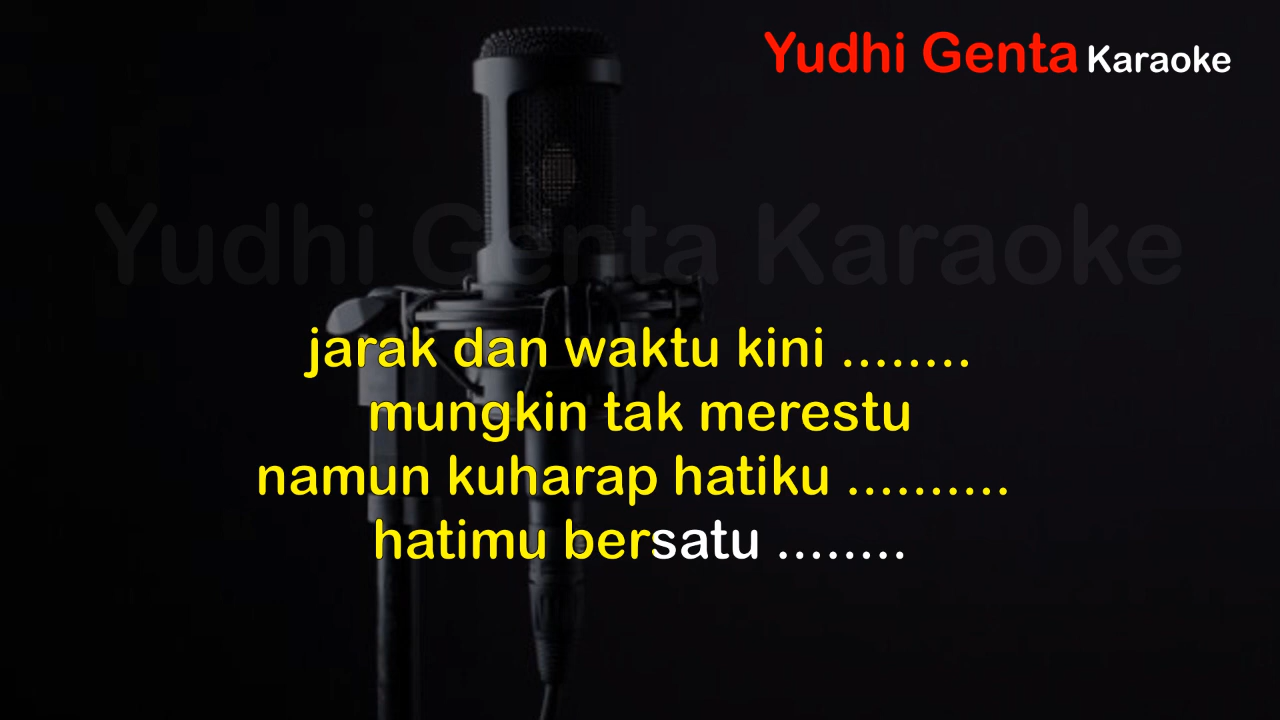 Yudhi Genta Karaoke
Yudhi Genta Karaoke
jarak dan waktu kini ........
mungkin tak merestu
namun kuharap hatiku ..........
hatimu bersatu ........